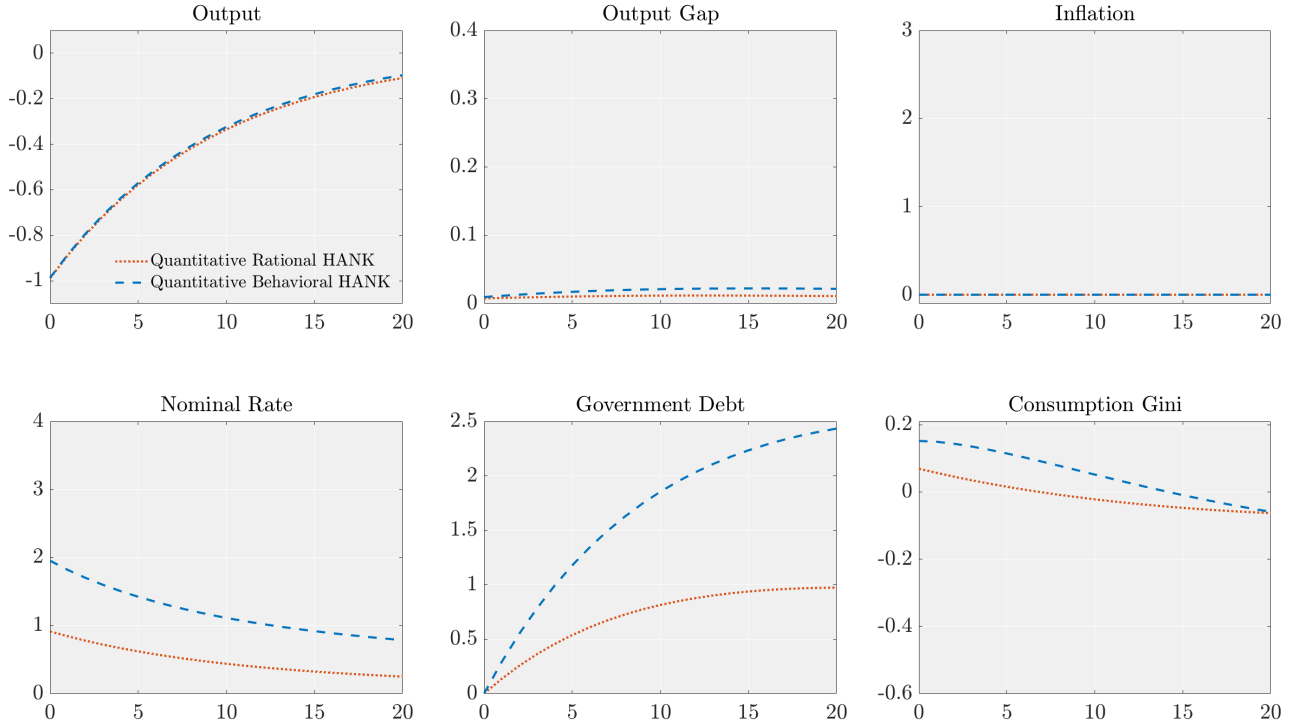 Output
0
-0.2
-0.4
-0.6
-0.8
-1
Quantitative Rational HANK
Quantitative Behavioral HANK
0 5 10 15 20
Output Gap
0.4
0.3
0.2
0.1
0
0 5 10 15 20
Inflation
3
2
1
0
0 5 10 15 20
Nominal Rate
4
3
2
1
0
0 5 10 15 20
Government Debt
2.5
2
1.5
1
0.5
0
0 5 10 15 20
Consumption Gini
0.2
0
-0.2
-0.4
-0.6
0 5 10 15 20